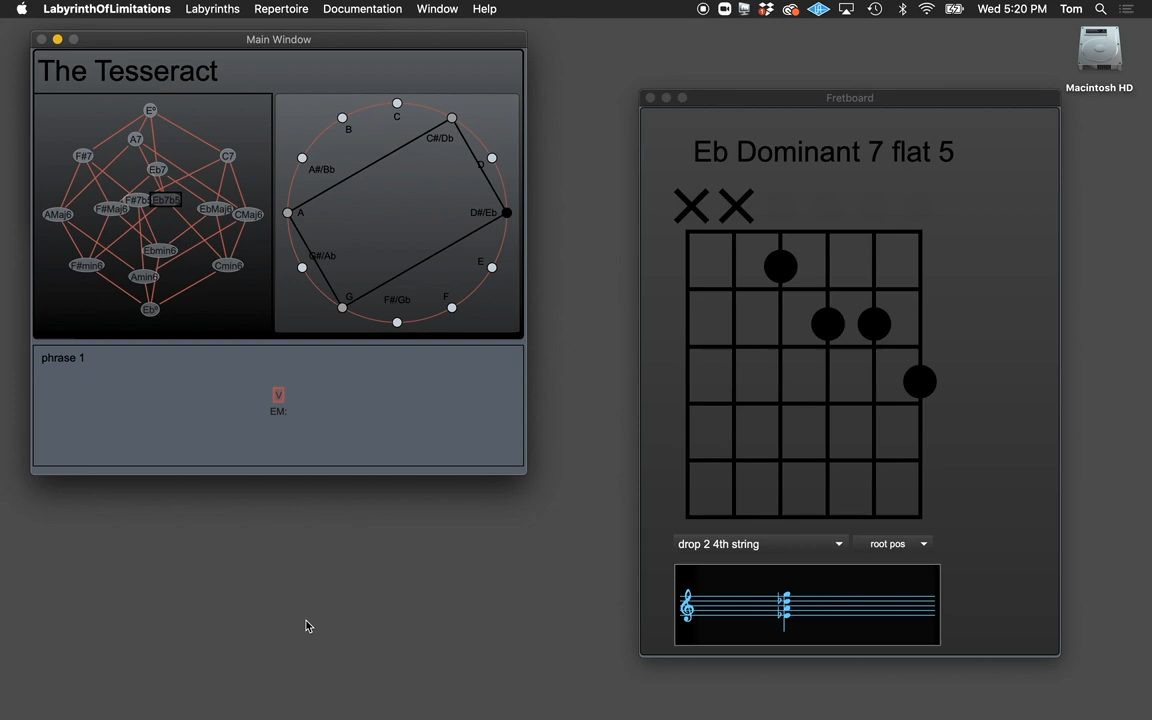 LabyrinthOfLimitations Labyrinths Repertoire Documentation Window Help Wed 5:20 PM Tom
Macintosh HD
Main Window
The Tesseract
E°
A7
F#7
C7
Eb7
F#7b5
Eb7b5
AMaj6
F#Maj6
EbMaj6
CMaj6
Ebmin6
F#min6
Amin6
Cmin6
Eb°
C
B
C#/Db
A#/Bb
D
A
D#/Eb
G#/Ab
E
G
F#/Gb
F
phrase 1
V
EM:
Fretboard
Eb Dominant 7 flat 5
drop 2 4th string
root pos